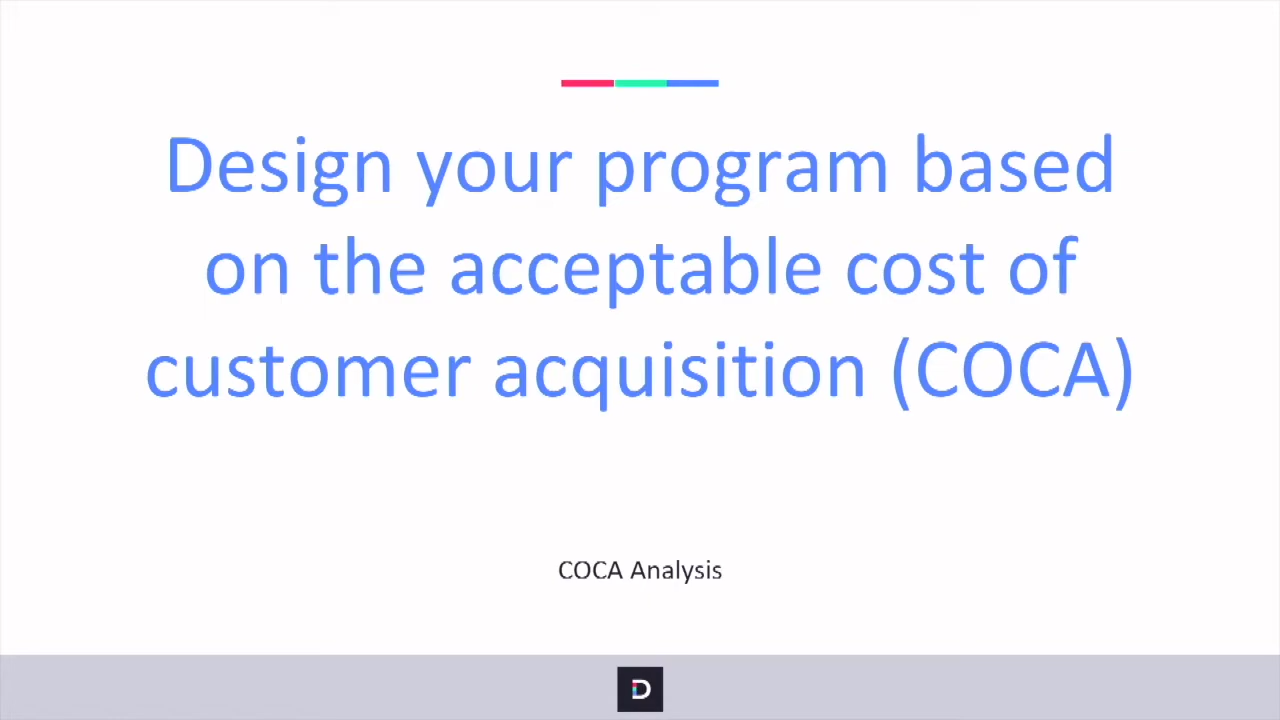 Design your program based
on the acceptable cost of
customer acquisition (COCA)
COCA Analysis
D